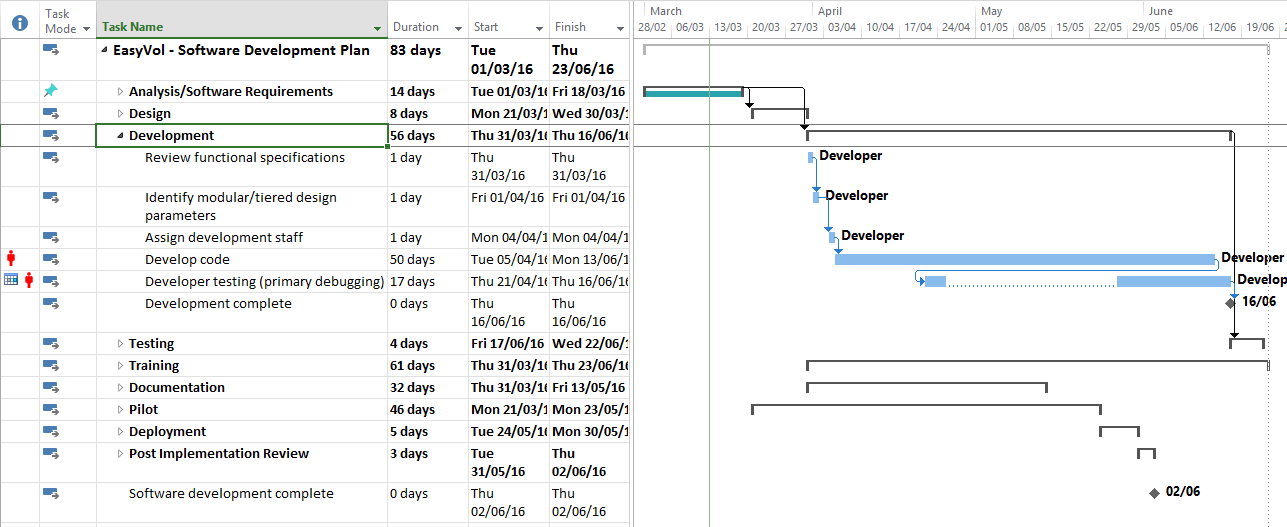 Task
Mode
Task Name
Duration
Start
Finish
March
April
May
June
28/02 06/03 13/03 20/03 27/03 03/04 10/04 17/04 24/04 01/05 08/05 15/05 22/05 29/05 05/06 12/06 19/06 2
EasyVol - Software Development Plan 83 days Tue Thu
01/03/16 23/06/16
Analysis/Software Requirements 14 days Tue 01/03/1 Fri 18/03/16
Design 8 days Mon 21/03/1 Wed 30/03/1
Development 56 days Thu 31/03/1 Thu 16/06/1
Review functional specifications 1 day Thu Thu Developer
31/03/16 31/03/16
Identify modular/tiered design 1 day Fri 01/04/16 Fri 01/04/16 Developer
parameters
Assign development staff 1 day Mon 04/04/1 Mon 04/04/1 Developer
Develop code 50 days Tue 05/04/16 Mon 13/06/1 Developer
Developer testing (primary debugging) 17 days Thu 21/04/16 Thu 16/06/16 Develop
Development complete 0 days Thu Thu 16/06
16/06/16 16/06/16
Testing 4 days Fri 17/06/16 Wed 22/06/1
Training 61 days Thu 31/03/1 Thu 23/06/1
Documentation 32 days Thu 31/03/1 Fri 13/05/16
Pilot 46 days Mon 21/03/1 Mon 23/05/1
Deployment 5 days Tue 24/05/16 Mon 30/05/1
Post Implementation Review 3 days Tue Thu
31/05/16 02/06/16
Software development complete 0 days Thu Thu 02/06
02/06/16 02/06/16